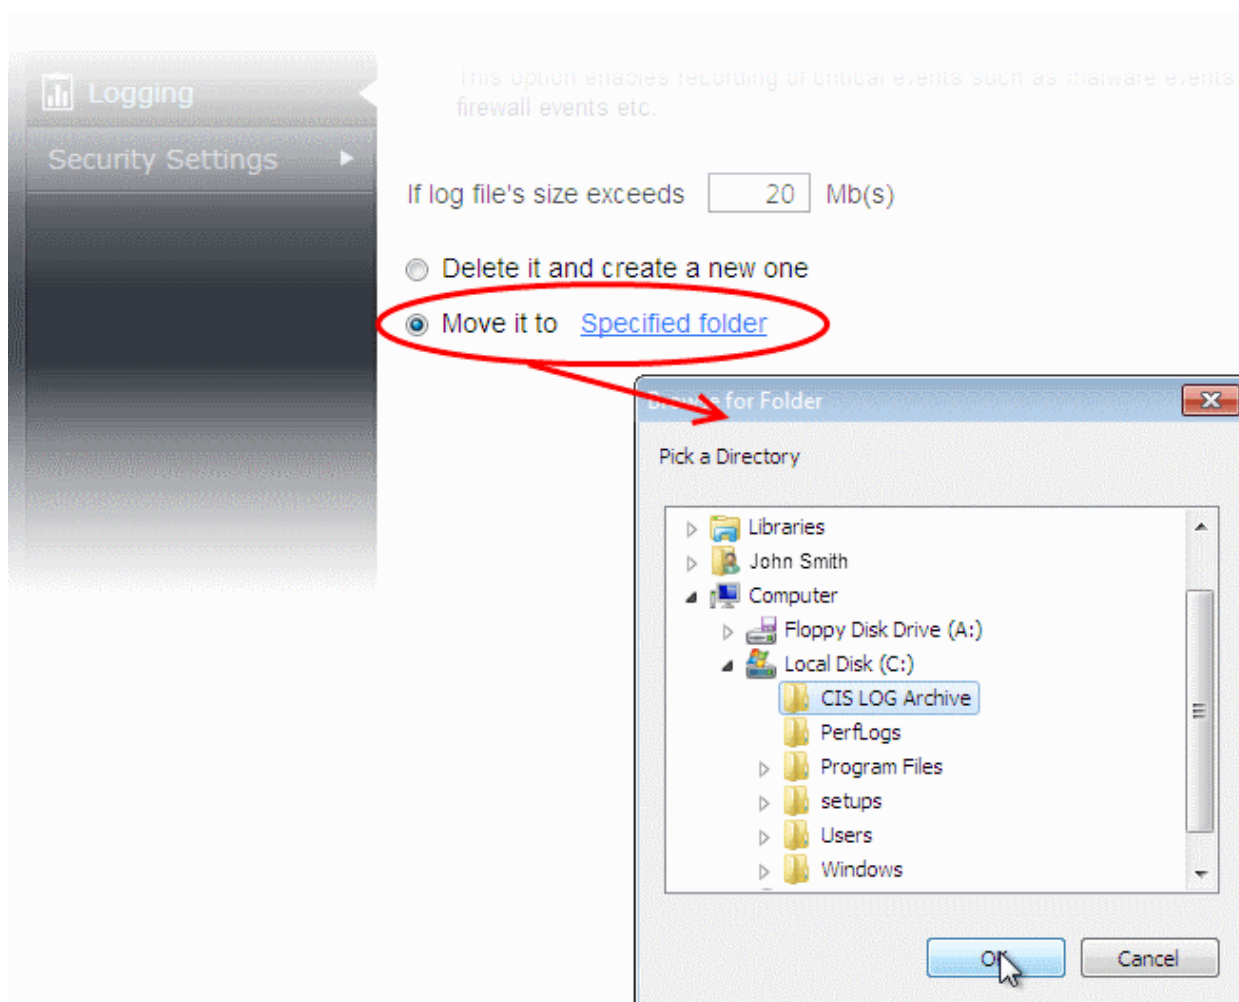 Logging
This option enables recording of critical events such as malware events
firewall events etc.
Security Settings
If log file's size exceeds 20 Mb(s)
Delete it and create a new one
Move it to Specified folder
Browse for Folder
Pick a Directory
Libraries
John Smith
Computer
Floppy Disk Drive (A:)
Local Disk (C:)
CIS LOG Archive
PerfLogs
Program Files
setups
Users
Windows
OK
Cancel